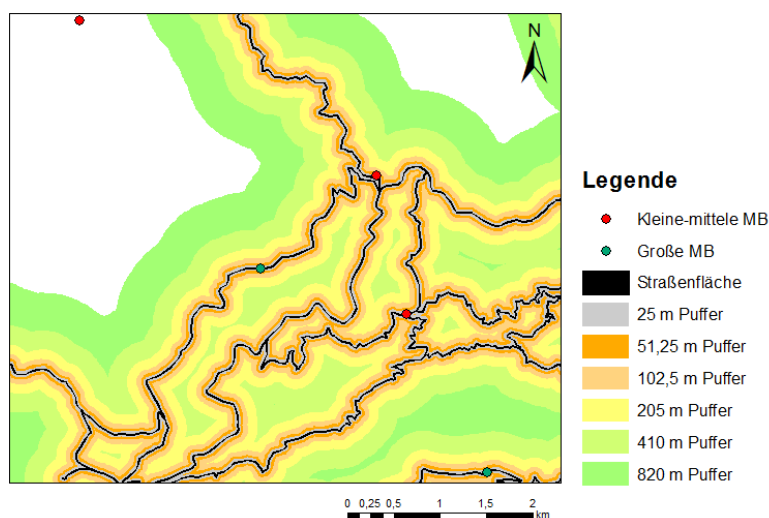 N
Legende
Kleine-mittele MB
Große MB
Straßenfläche
25 m Puffer
51,25 m Puffer
102,5 m Puffer
205 m Puffer
410 m Puffer
820 m Puffer
0 0,25 0,5 1 1,5 2
km